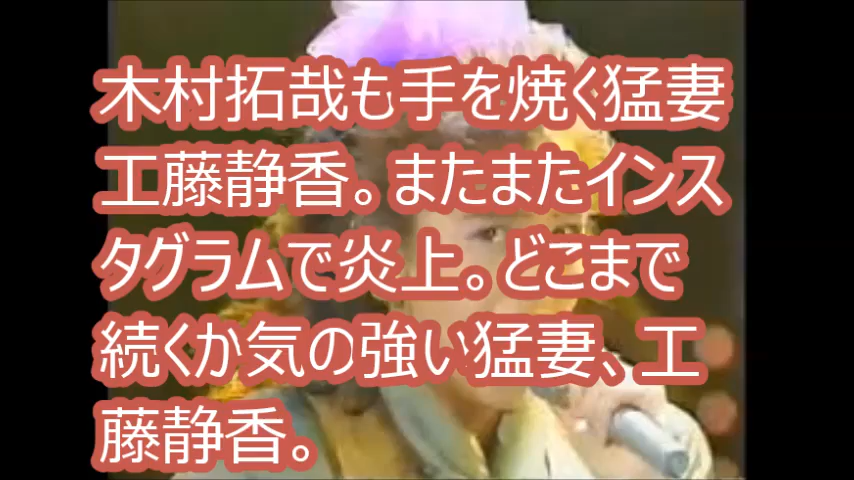 木村拓哉も手を焼く猛妻
工藤静香。またまたインス
タグラムで炎上。どこまで
続くか気の強い猛妻、工
藤静香。